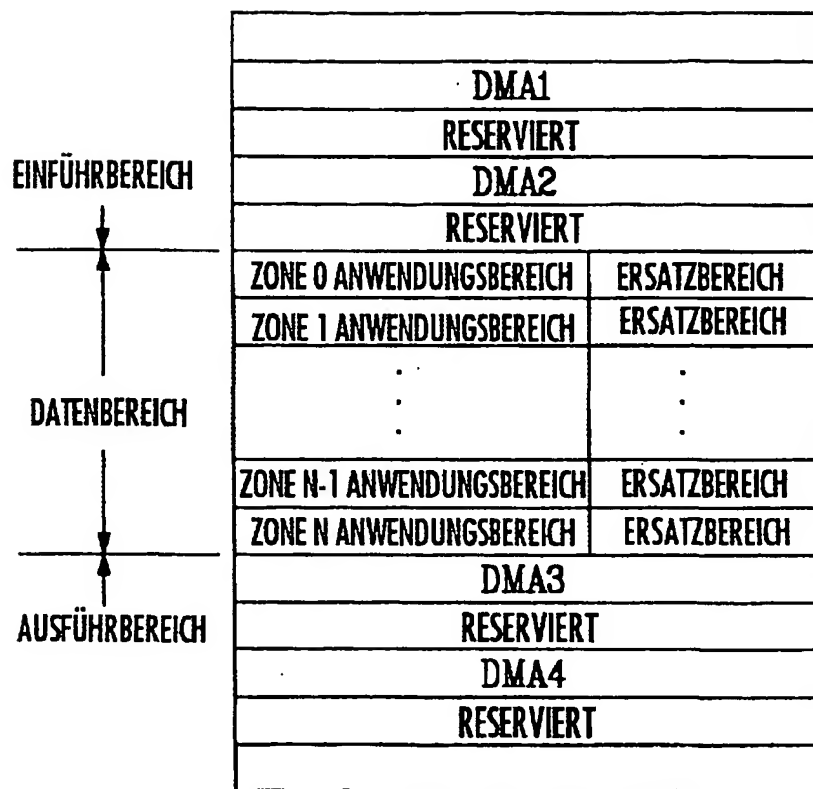 DMA1
RESERVIERT
EINFÜHRBEREICH
DMA2
RESERVIERT
ZONE 0 ANWENDUNGSBEREICH ERSATZBEREICH
ZONE 1 ANWENDUNGSBEREICH ERSATZBEREICH
DATENBEREICH
ZONE N-1 ANWENDUNGSBEREICH ERSATZBEREICH
ZONE N ANWENDUNGSBEREICH ERSATZBEREICH
DMA3
AUSFÜHRBEREICH
RESERVIERT
DMA4
RESERVIERT